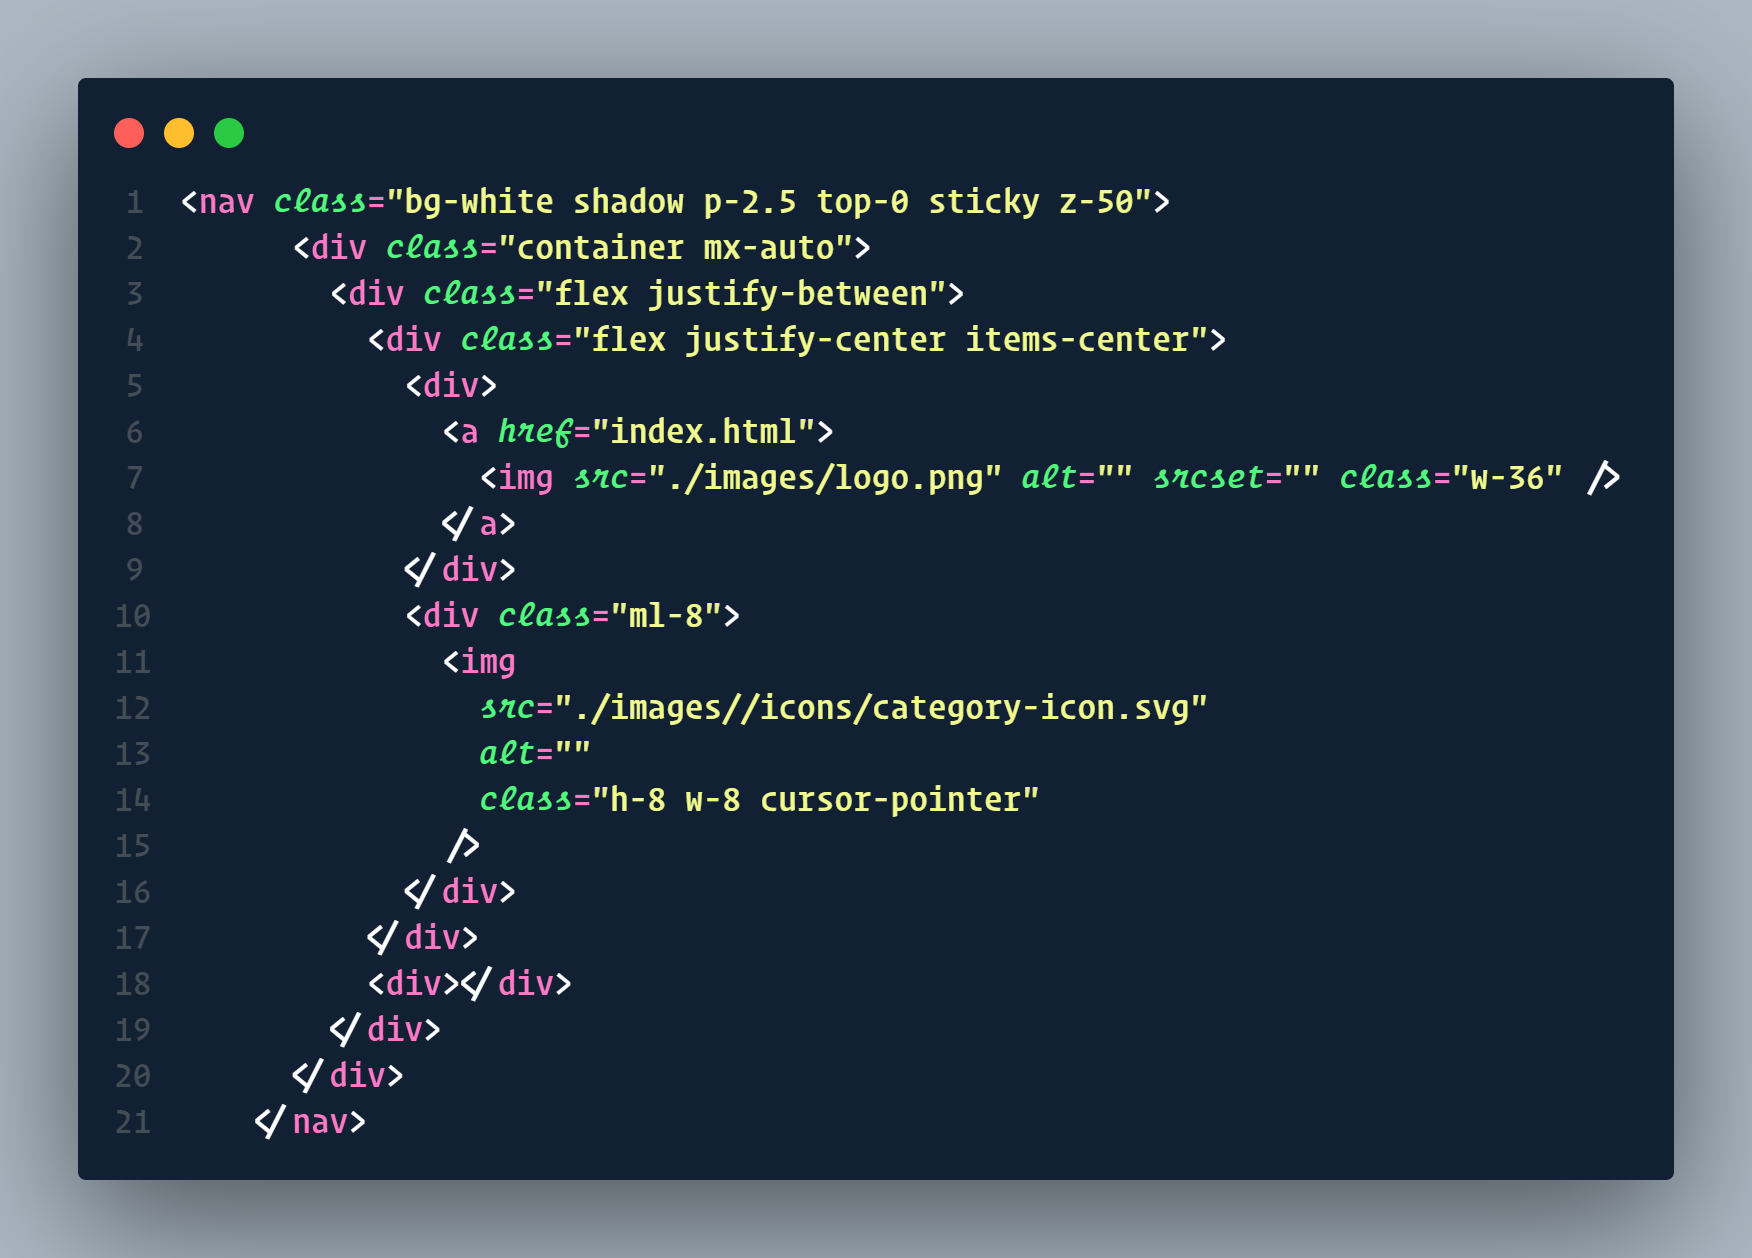 1 <nav class="bg-white shadow p-2.5 top-0 sticky z-50">
2       <div class="container mx-auto">
3         <div class="flex justify-between">
4           <div class="flex justify-center items-center">
5             <div>
6               <a href="index.html">
7                 <img src="./images/logo.png" alt="" srcset="" class="w-36" />
8               </a>
9             </div>
10             <div class="ml-8">
11               <img
12                 src="./images//icons/category-icon.svg"
13                 alt=""
14                 class="h-8 w-8 cursor-pointer"
15               />
16             </div>
17           </div>
18           <div></div>
19         </div>
20       </div>
21     </nav>